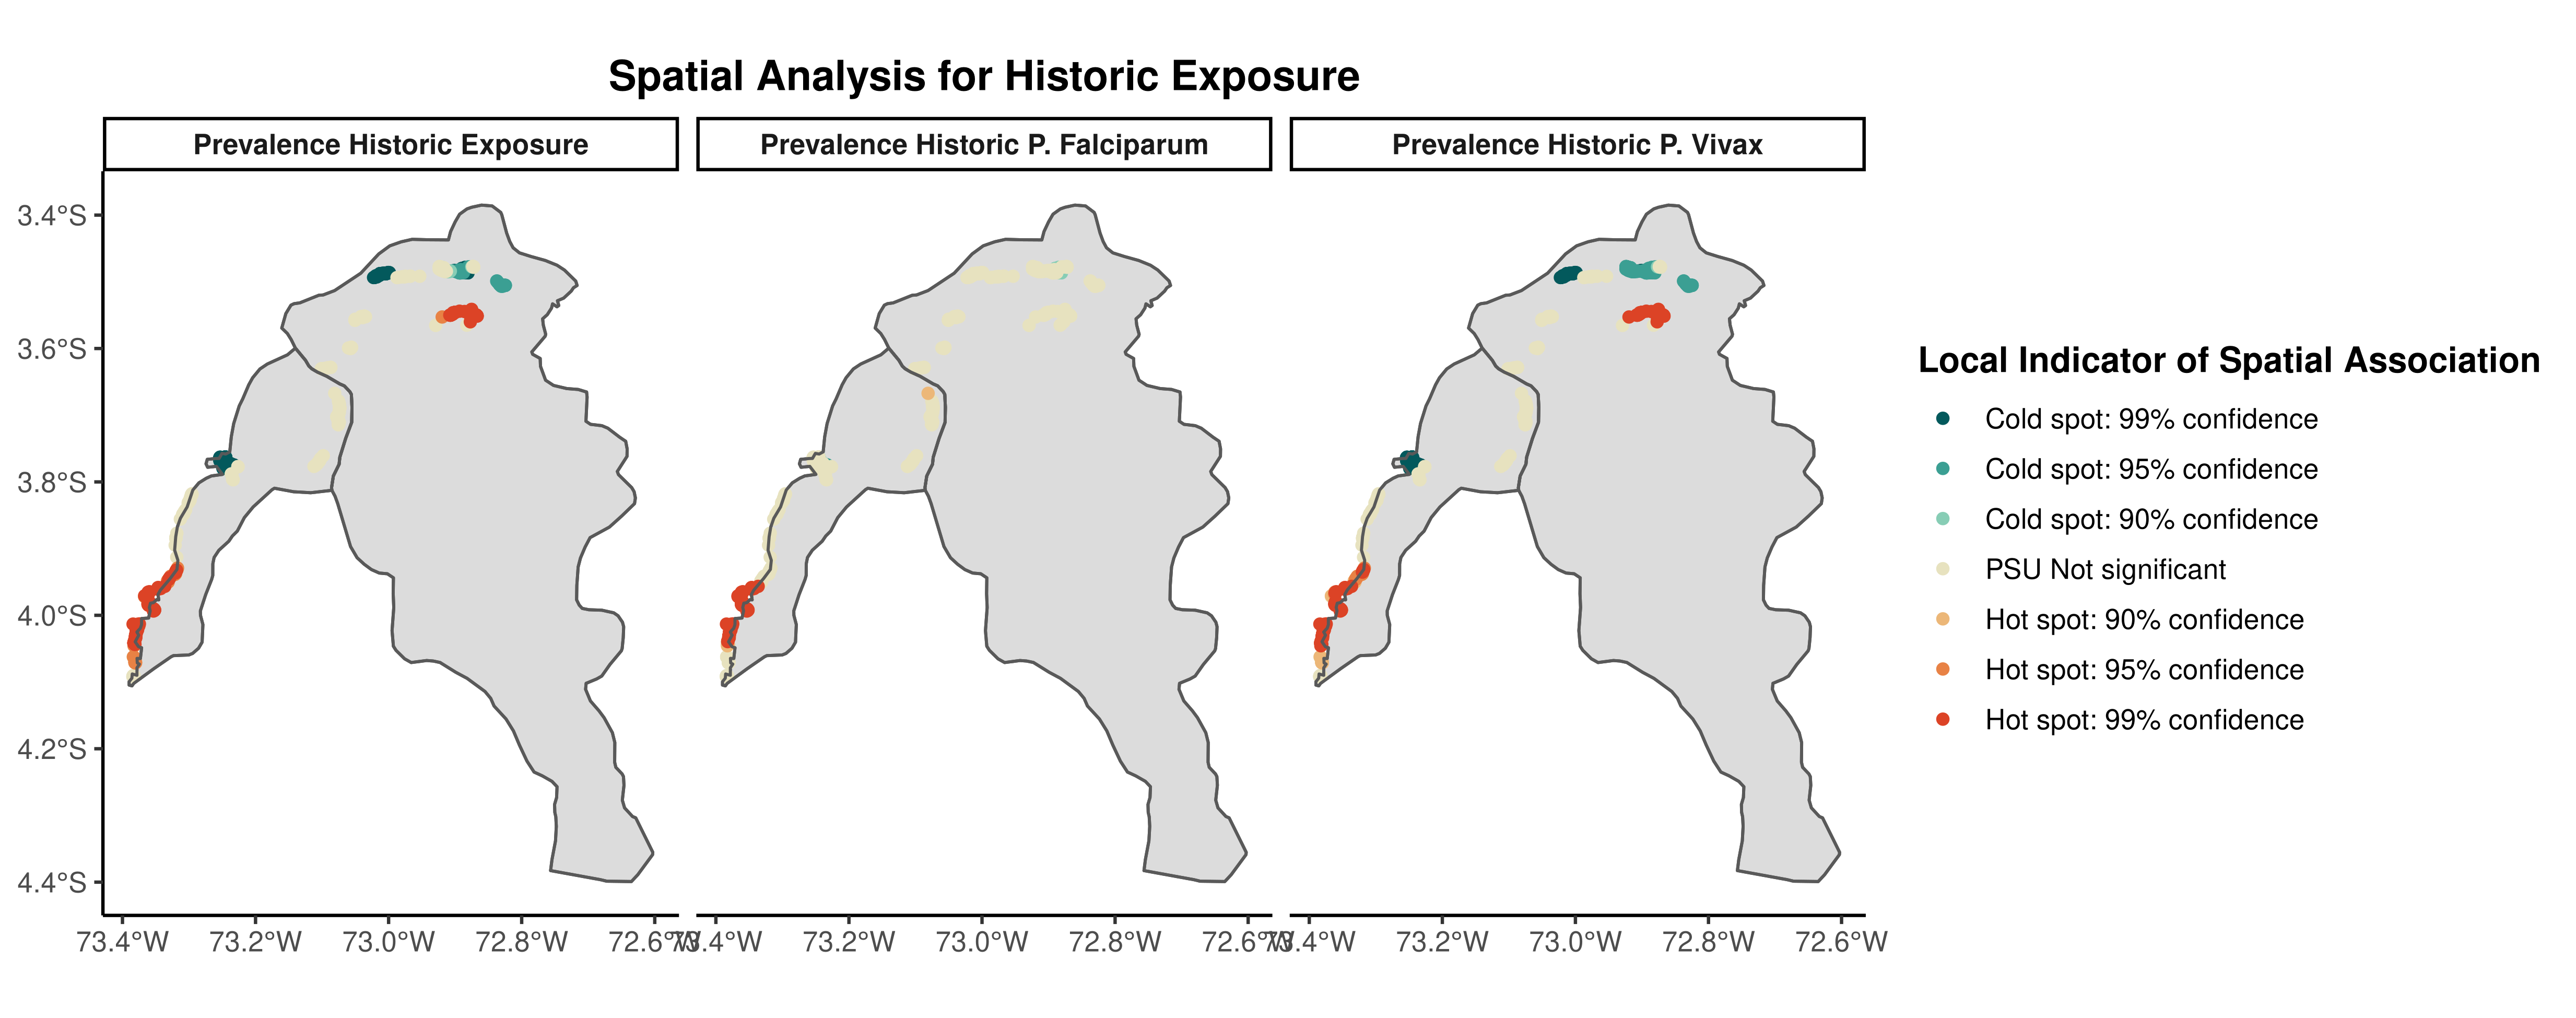 Spatial Analysis for Historic Exposure
Prevalence Historic Exposure
Prevalence Historic P. Falciparum
Prevalence Historic P. Vivax
3.4°S
3.6°S
3.8°S
4.0°S
4.2°S
4.4°S
73.4°W 73.2°W 73.0°W 72.8°W 72.6°W
73.4°W 73.2°W 73.0°W 72.8°W 72.6°W
73.4°W 73.2°W 73.0°W 72.8°W 72.6°W
Local Indicator of Spatial Association
Cold spot: 99% confidence
Cold spot: 95% confidence
Cold spot: 90% confidence
PSU Not significant
Hot spot: 90% confidence
Hot spot: 95% confidence
Hot spot: 99% confidence